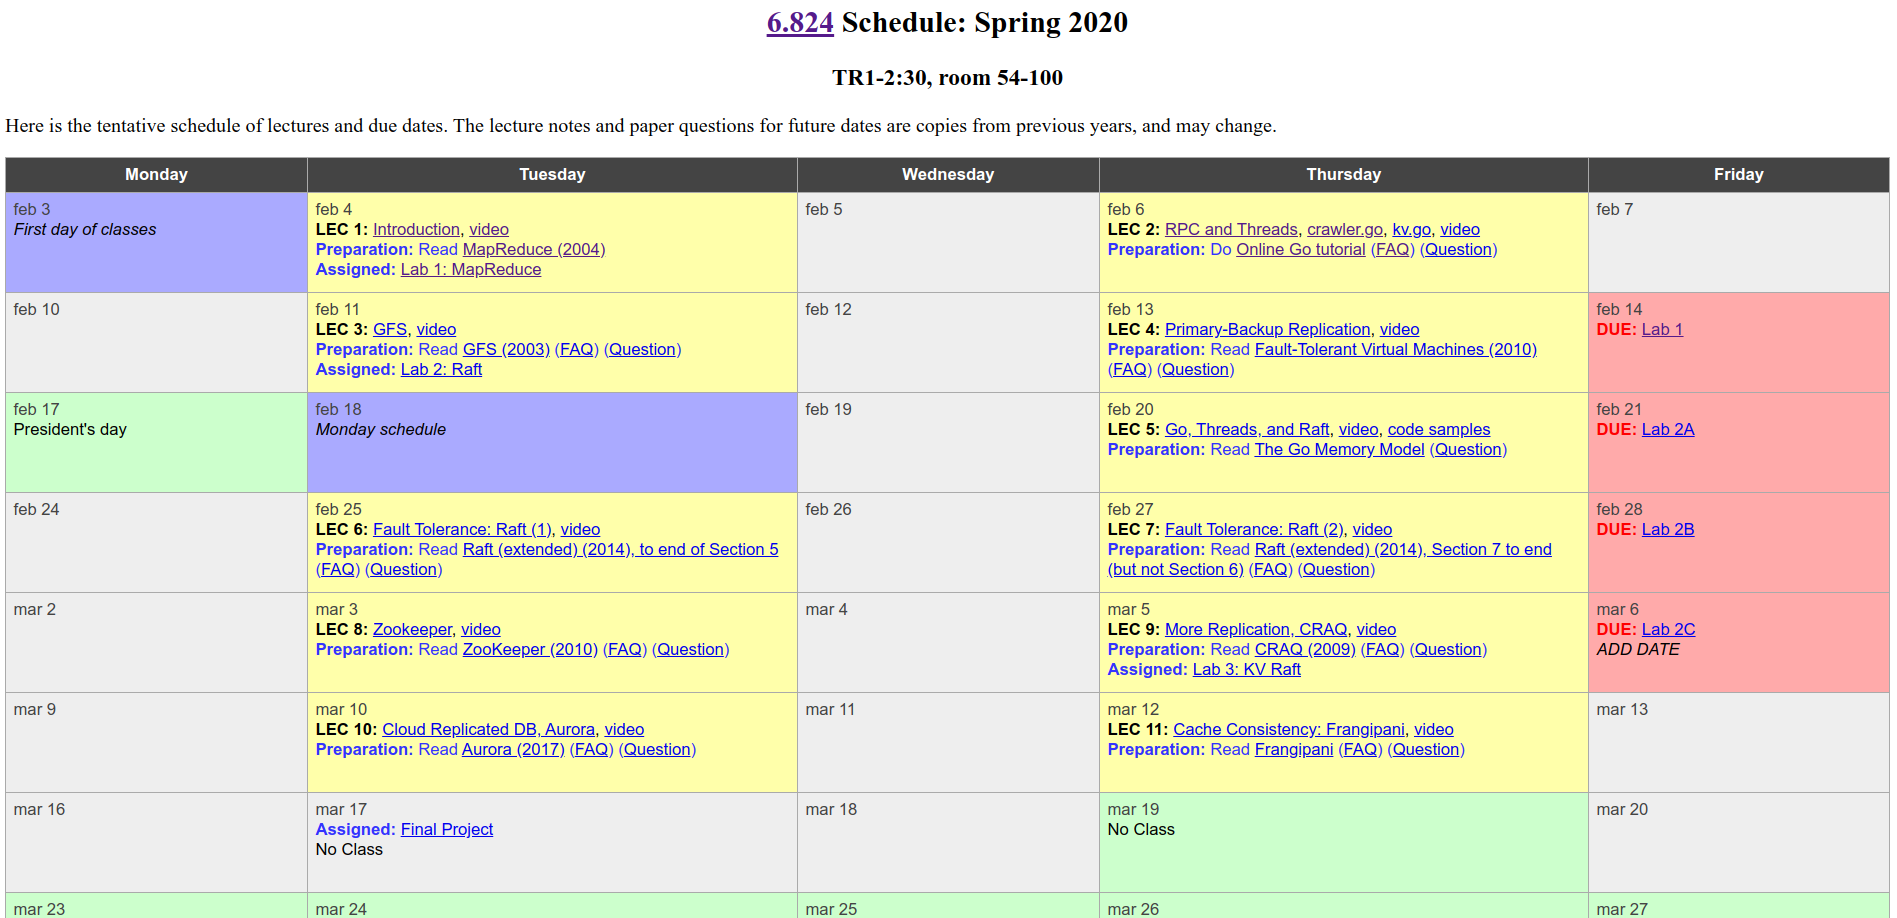 6.824 Schedule: Spring 2020
TR1-2:30, room 54-100
Here is the tentative schedule of lectures and due dates. The lecture notes and paper questions for future dates are copies from previous years, and may change.
Monday
Tuesday
Wednesday
Thursday
Friday
feb 3
First day of classes
feb 4
LEC 1: Introduction, video
Preparation: Read MapReduce (2004)
Assigned: Lab 1: MapReduce
feb 5
feb 6
LEC 2: RPC and Threads, crawler.go, kv.go, video
Preparation: Do Online Go tutorial (FAQ) (Question)
feb 7
feb 10
feb 11
LEC 3: GFS, video
Preparation: Read GFS (2003) (FAQ) (Question)
Assigned: Lab 2: Raft
feb 12
feb 13
LEC 4: Primary-Backup Replication, video
Preparation: Read Fault-Tolerant Virtual Machines (2010)
(FAQ) (Question)
feb 14
DUE: Lab 1
feb 17
President's day
feb 18
Monday schedule
feb 19
feb 20
LEC 5: Go, Threads, and Raft, video, code samples
Preparation: Read The Go Memory Model (Question)
feb 21
DUE: Lab 2A
feb 24
feb 25
LEC 6: Fault Tolerance: Raft (1), video
Preparation: Read Raft (extended) (2014), to end of Section 5
(FAQ) (Question)
feb 26
feb 27
LEC 7: Fault Tolerance: Raft (2), video
Preparation: Read Raft (extended) (2014), Section 7 to end
(but not Section 6) (FAQ) (Question)
feb 28
DUE: Lab 2B
mar 2
mar 3
LEC 8: Zookeeper, video
Preparation: Read ZooKeeper (2010) (FAQ) (Question)
mar 4
mar 5
LEC 9: More Replication, CRAQ, video
Preparation: Read CRAQ (2009) (FAQ) (Question)
Assigned: Lab 3: KV Raft
mar 6
DUE: Lab 2C
ADD DATE
mar 9
mar 10
LEC 10: Cloud Replicated DB, Aurora, video
Preparation: Read Aurora (2017) (FAQ) (Question)
mar 11
mar 12
LEC 11: Cache Consistency: Frangipani, video
Preparation: Read Frangipani (FAQ) (Question)
mar 13
mar 16
mar 17
Assigned: Final Project
No Class
mar 18
mar 19
No Class
mar 20
mar 23
mar 24
mar 25
mar 26
mar 27